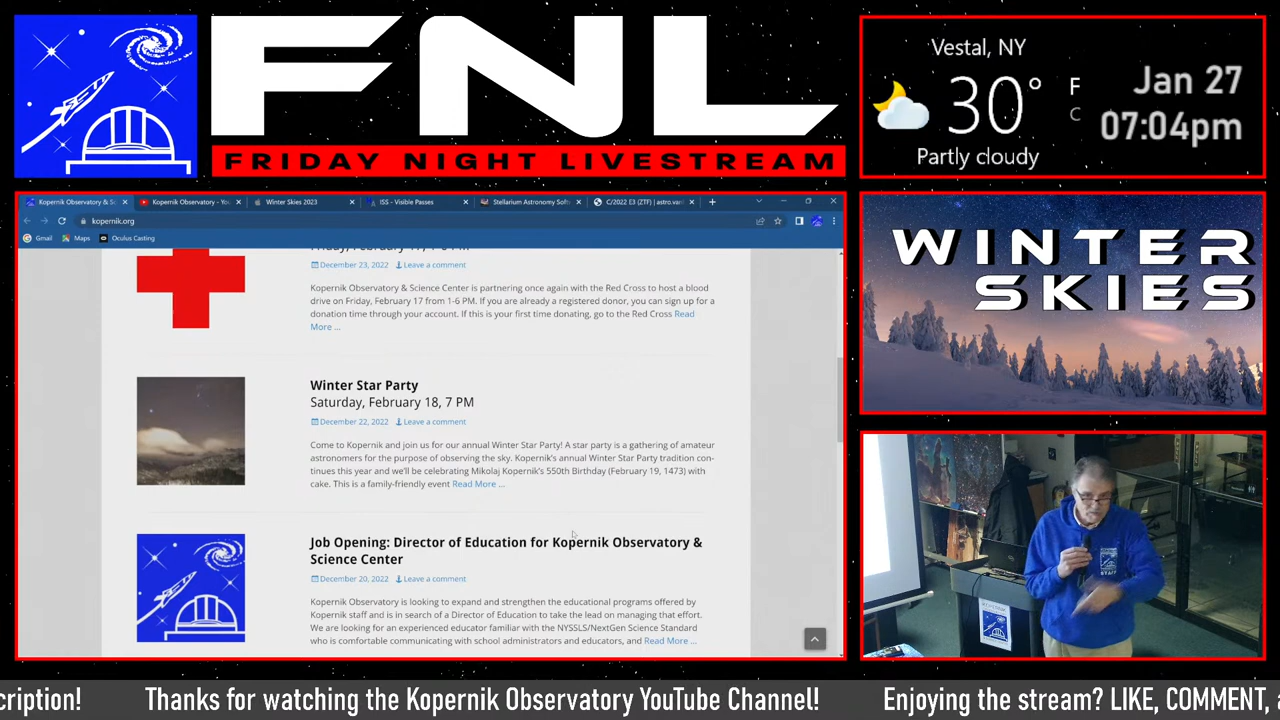 FNL
FRIDAY NIGHT LIVESTREAM
Vestal, NY
30° F
C
Partly cloudy
Jan 27
07:04pm
Kopernik Observatory & Sc
Kopernik Observatory - You
Winter Skies 2023
ISS - Visible Passes
Stellarium Astronomy Soft
C/2022 E3 (ZTF) | astro.van
kopernik.org
Gmail
Maps
Oculus Casting
December 23, 2022 Leave a comment
Kopernik Observatory & Science Center is partnering once again with the Red Cross to host a blood
drive on Friday, February 17 from 1-6 PM. If you are already a registered donor, you can sign up for a
donation time through your account. If this is your first time donating, go to the Red Cross Read
More ...
Winter Star Party
Saturday, February 18, 7 PM
December 22, 2022 Leave a comment
Come to Kopernik and join us for our annual Winter Star Party! A star party is a gathering of amateur
astronomers for the purpose of observing the sky. Kopernik's annual Winter Star Party tradition con-
tinues this year and we'll be celebrating Mikolaj Kopernik's 550th Birthday (February 19, 1473) with
cake. This is a family-friendly event Read More ...
Job Opening: Director of Education for Kopernik Observatory &
Science Center
December 20, 2022 Leave a comment
Kopernik Observatory is looking to expand and strengthen the educational programs offered by
Kopernik staff and is in search of a Director of Education to take the lead on managing that effort.
We are looking for an experienced educator familiar with the NYSSLS/NextGen Science Standard
who is comfortable communicating with school administrators and educators, and Read More ...
WINTER
SKIES
cription! Thanks for watching the Kopernik Observatory YouTube Channel! Enjoying the stream? LIKE, COMMENT,